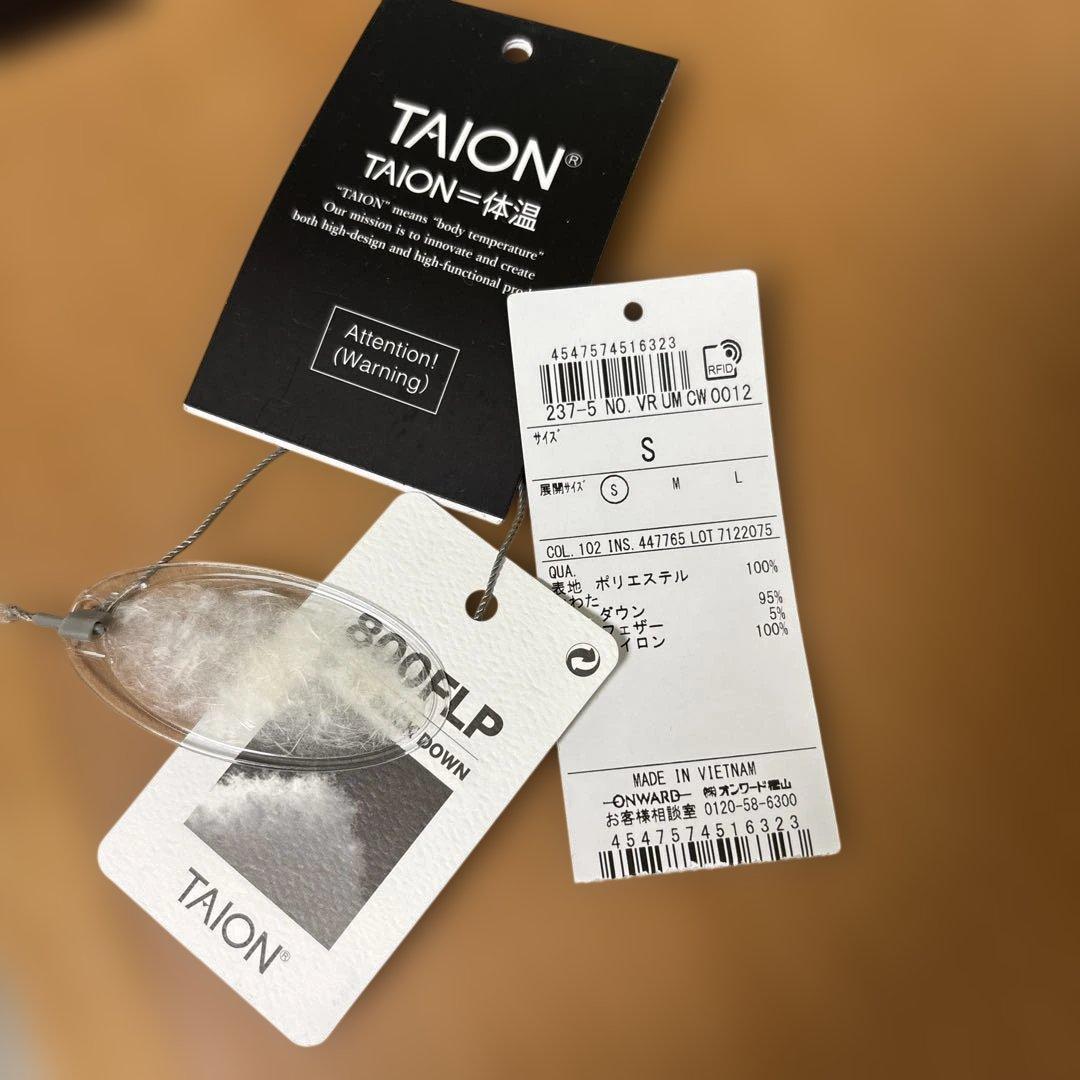 TAION®
TAION=体温
"TAION" means "body temperature"
Our mission is to innovate and create
both high-design and high-functional
Attention!
(Warning)
4547574516323
RFID
237-5 NO. VR UM CW 0012
サイズ
S
展開サイズ S M L
COL. 102 INS. 447765 LOT 7122075
QUA.
表地 ポリエステル 100%
わた
ダウン 95%
フェザー 5%
イロン 100%
MADE IN VIETNAM
ONWARD ㈱オンワード樫山
お客様相談室 0120-58-6300
4547574516323
800FLP
DOWN
TAION®